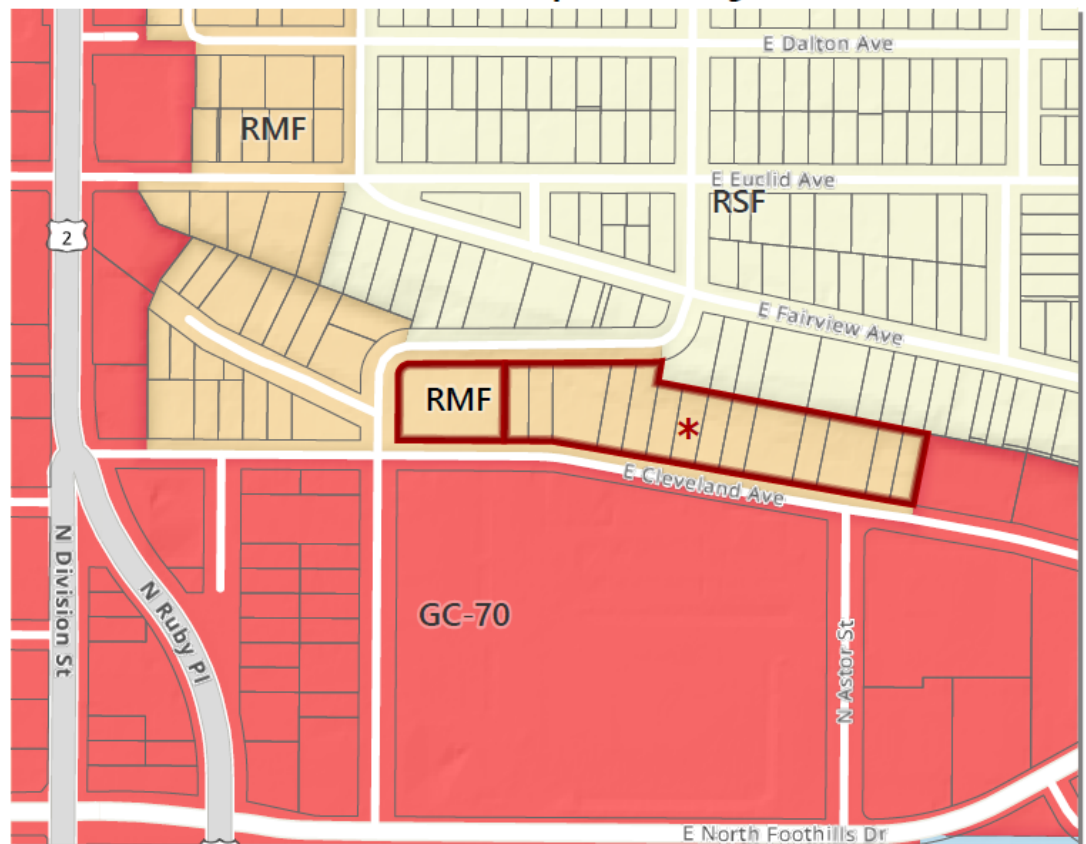 E Dalton Ave
RMF
E Euclid Ave
RSF
2
E Fairview Ave
RMF
*
E Cleveland Ave
N Division St
N Ruby Pl
GC-70
N Astor St
E North Foothills Dr